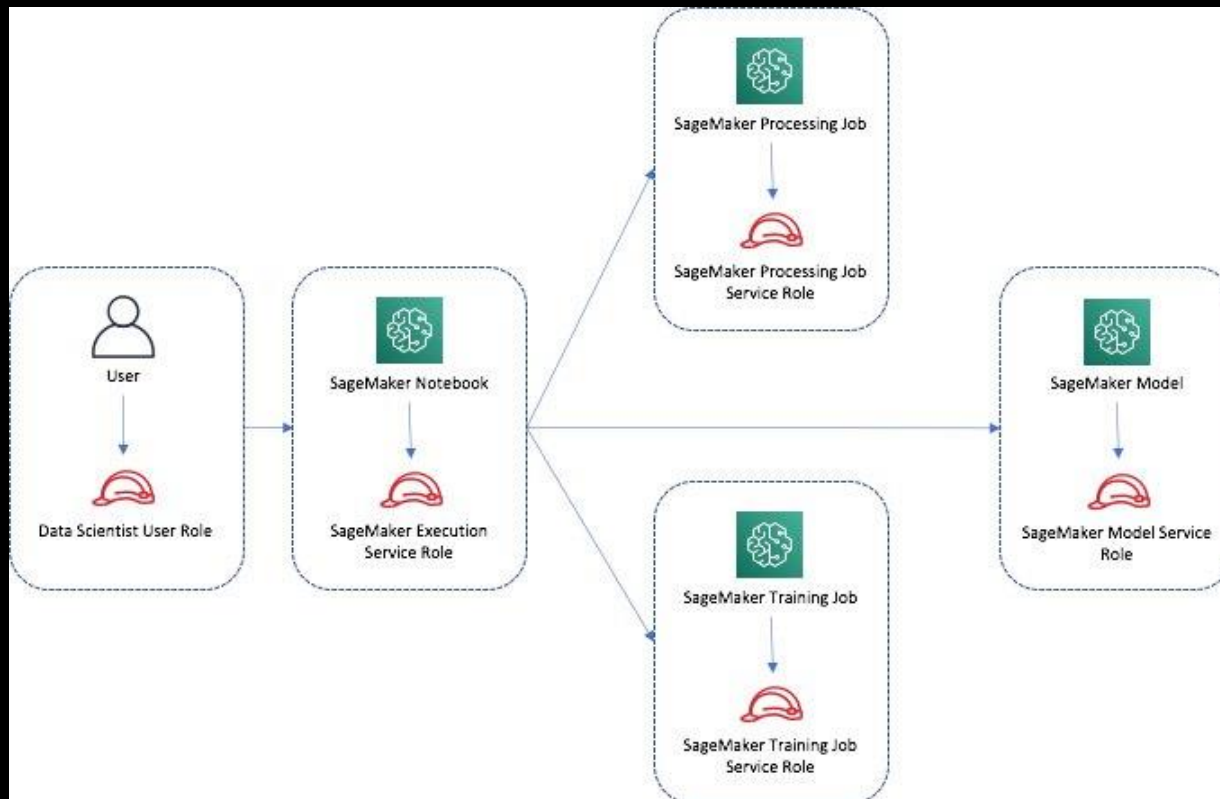 User
Data Scientist User Role
SageMaker Notebook
SageMaker Execution
Service Role
SageMaker Processing Job
SageMaker Processing Job
Service Role
SageMaker Training Job
SageMaker Training Job
Service Role
SageMaker Model
SageMaker Model Service
Role